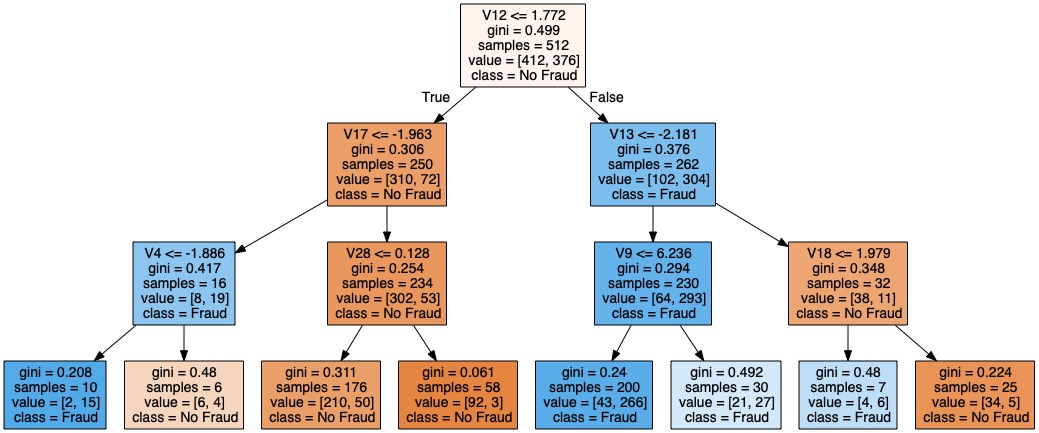 V12 <= 1.772
gini = 0.499
samples = 512
value = [412, 376]
class = No Fraud
True
False
V17 <= -1.963
gini = 0.306
samples = 250
value = [310, 72]
class = No Fraud
V13 <= -2.181
gini = 0.376
samples = 262
value = [102, 304]
class = Fraud
V4 <= -1.886
gini = 0.417
samples = 16
value = [8, 19]
class = Fraud
V28 <= 0.128
gini = 0.254
samples = 234
value = [302, 53]
class = No Fraud
V9 <= 6.236
gini = 0.294
samples = 230
value = [64, 293]
class = Fraud
V18 <= 1.979
gini = 0.348
samples = 32
value = [38, 11]
class = No Fraud
gini = 0.208
samples = 10
value = [2, 15]
class = Fraud
gini = 0.48
samples = 6
value = [6, 4]
class = No Fraud
gini = 0.311
samples = 176
value = [210, 50]
class = No Fraud
gini = 0.061
samples = 58
value = [92, 3]
class = No Fraud
gini = 0.24
samples = 200
value = [43, 266]
class = Fraud
gini = 0.492
samples = 30
value = [21, 27]
class = Fraud
gini = 0.48
samples = 7
value = [4, 6]
class = Fraud
gini = 0.224
samples = 25
value = [34, 5]
class = No Fraud